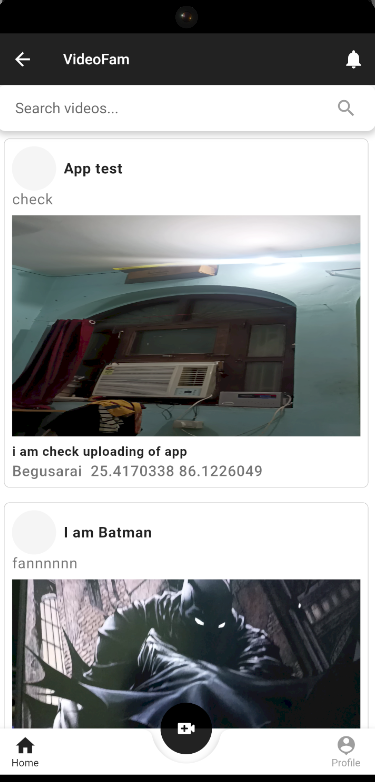 VideoFam
Search videos...
App test
check
i am check uploading of app
Begusarai 25.4170338 86.1226049
I am Batman
fannnnnn
Home
Profile